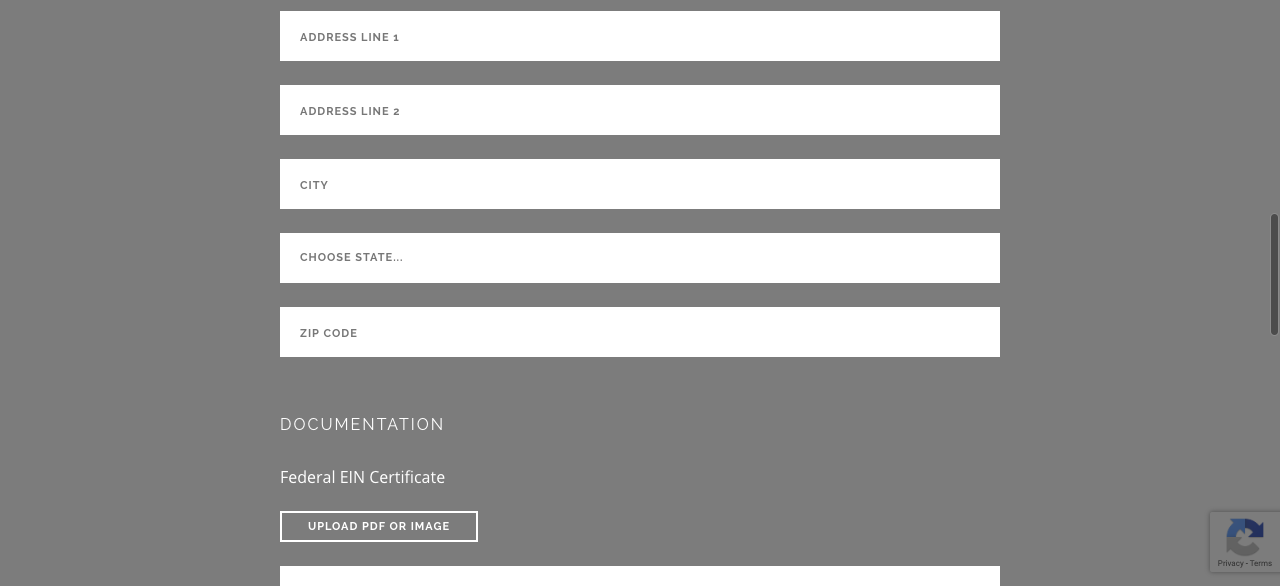 ADDRESS LINE 1
ADDRESS LINE 2
CITY
CHOOSE STATE...
ZIP CODE
DOCUMENTATION
Federal EIN Certificate
UPLOAD PDF OR IMAGE
Privacy - Terms